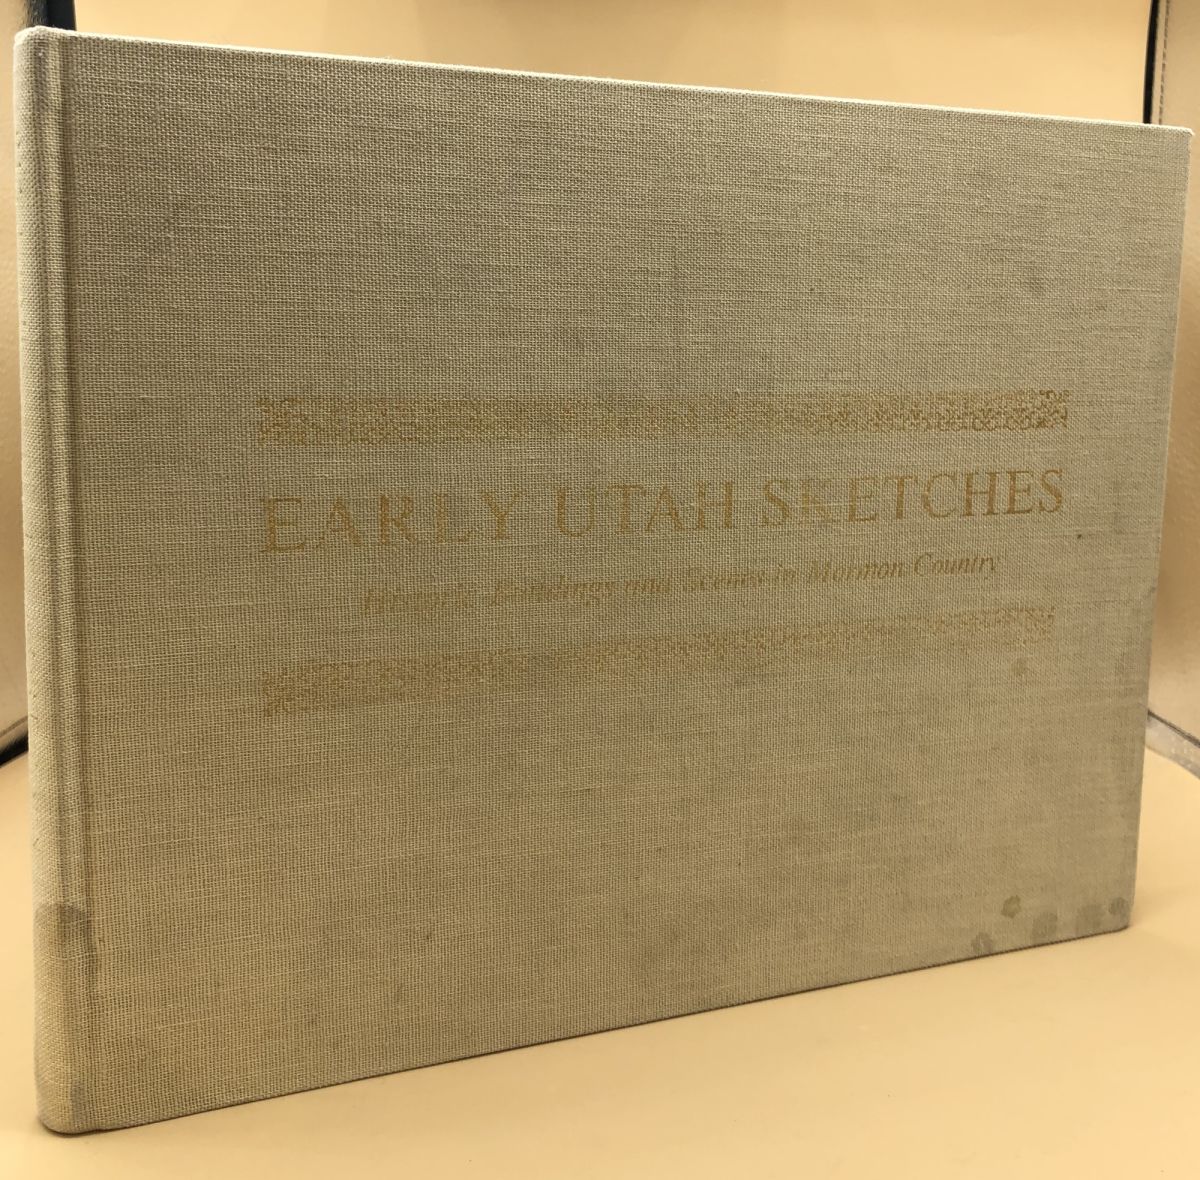 EARLY UTAH SKETCHES
Historic Buildings and Scenes in Mormon Country